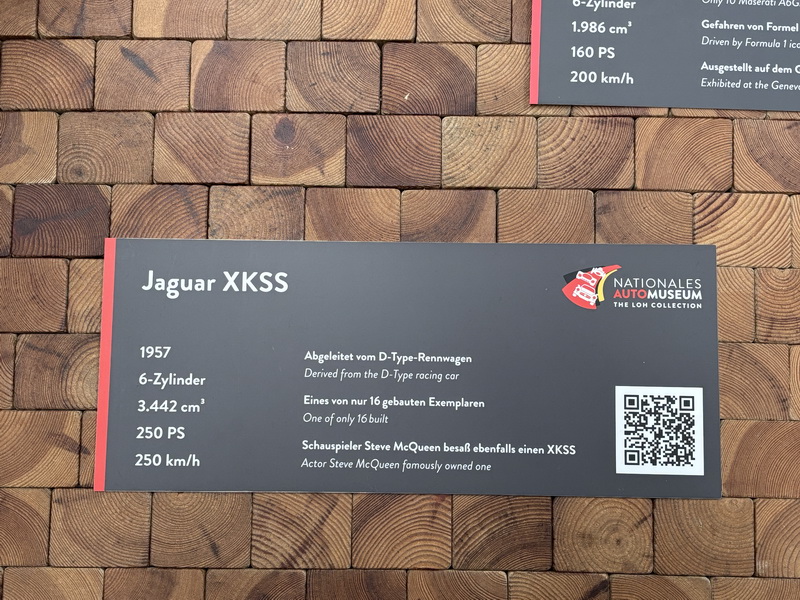 6-Zylinder
1.986 cm³
160 PS
200 km/h
Only 10 Maserati
Gefahren von Formel
Driven by Formula 1
Ausgestellt auf dem
Exhibited at the
Jaguar XKSS
NATIONALES
AUTOMUSEUM
THE LOH COLLECTION
1957
6-Zylinder
3.442 cm³
250 PS
250 km/h
Abgeleitet vom D-Type-Rennwagen
Derived from the D-Type racing car
Eines von nur 16 gebauten Exemplaren
One of only 16 built
Schauspieler Steve McQueen besaß ebenfalls einen XKSS
Actor Steve McQueen famously owned one